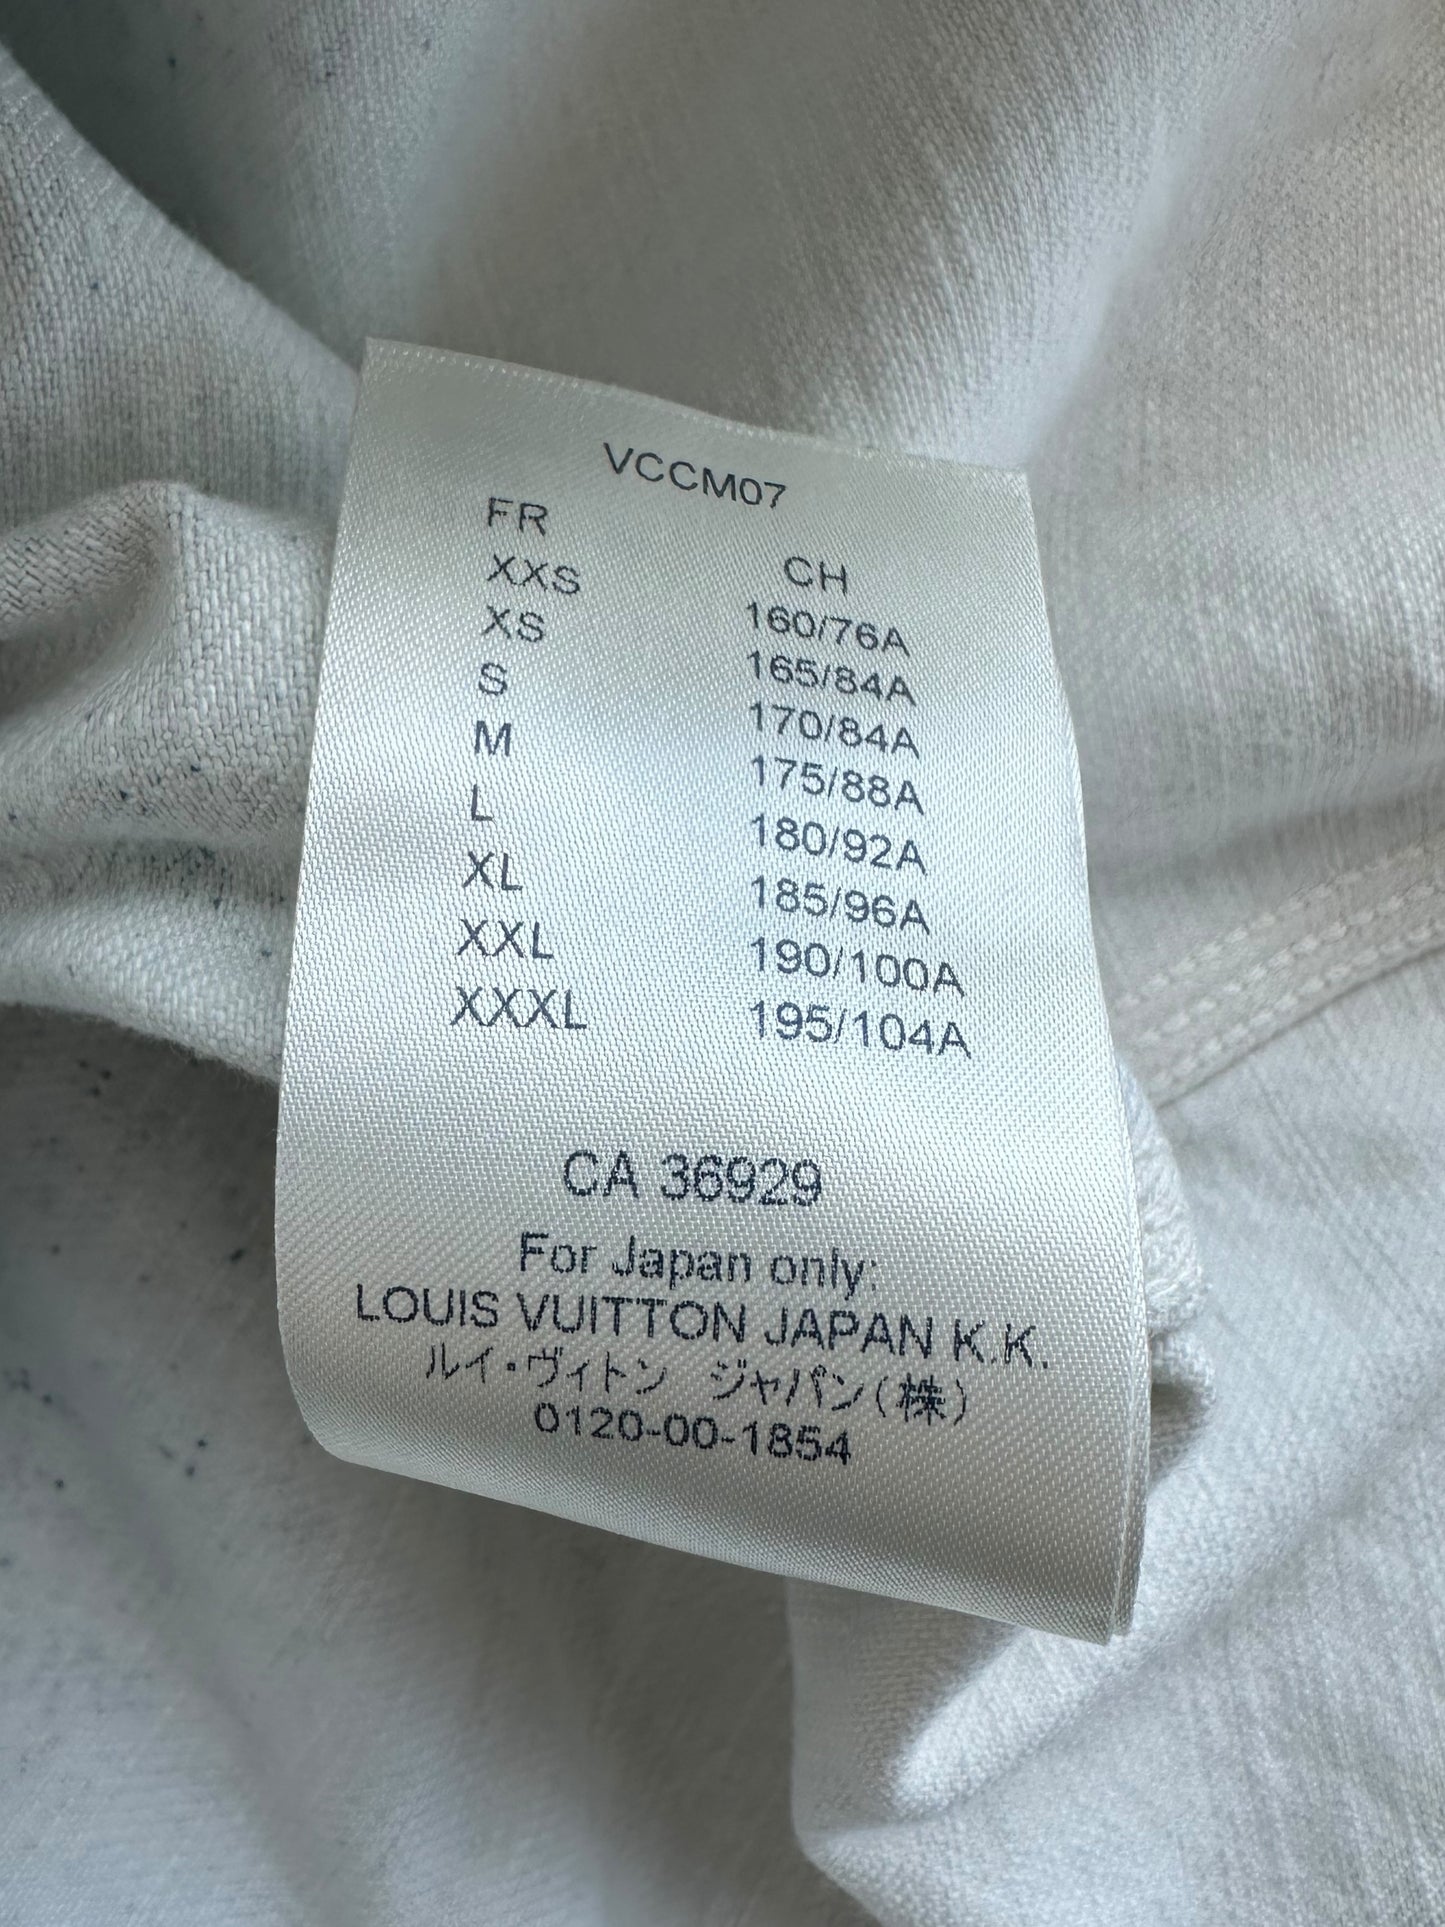 VCCM07
FR CH
XXS 160/76A
XS 165/84A
S 170/84A
M 175/88A
L 180/92A
XL 185/96A
XXL 190/100A
XXXL 195/104A
CA 36929
For Japan only:
LOUIS VUITTON JAPAN K.K.
ルイ・ヴィトン ジャパン(株)
0120-00-1854